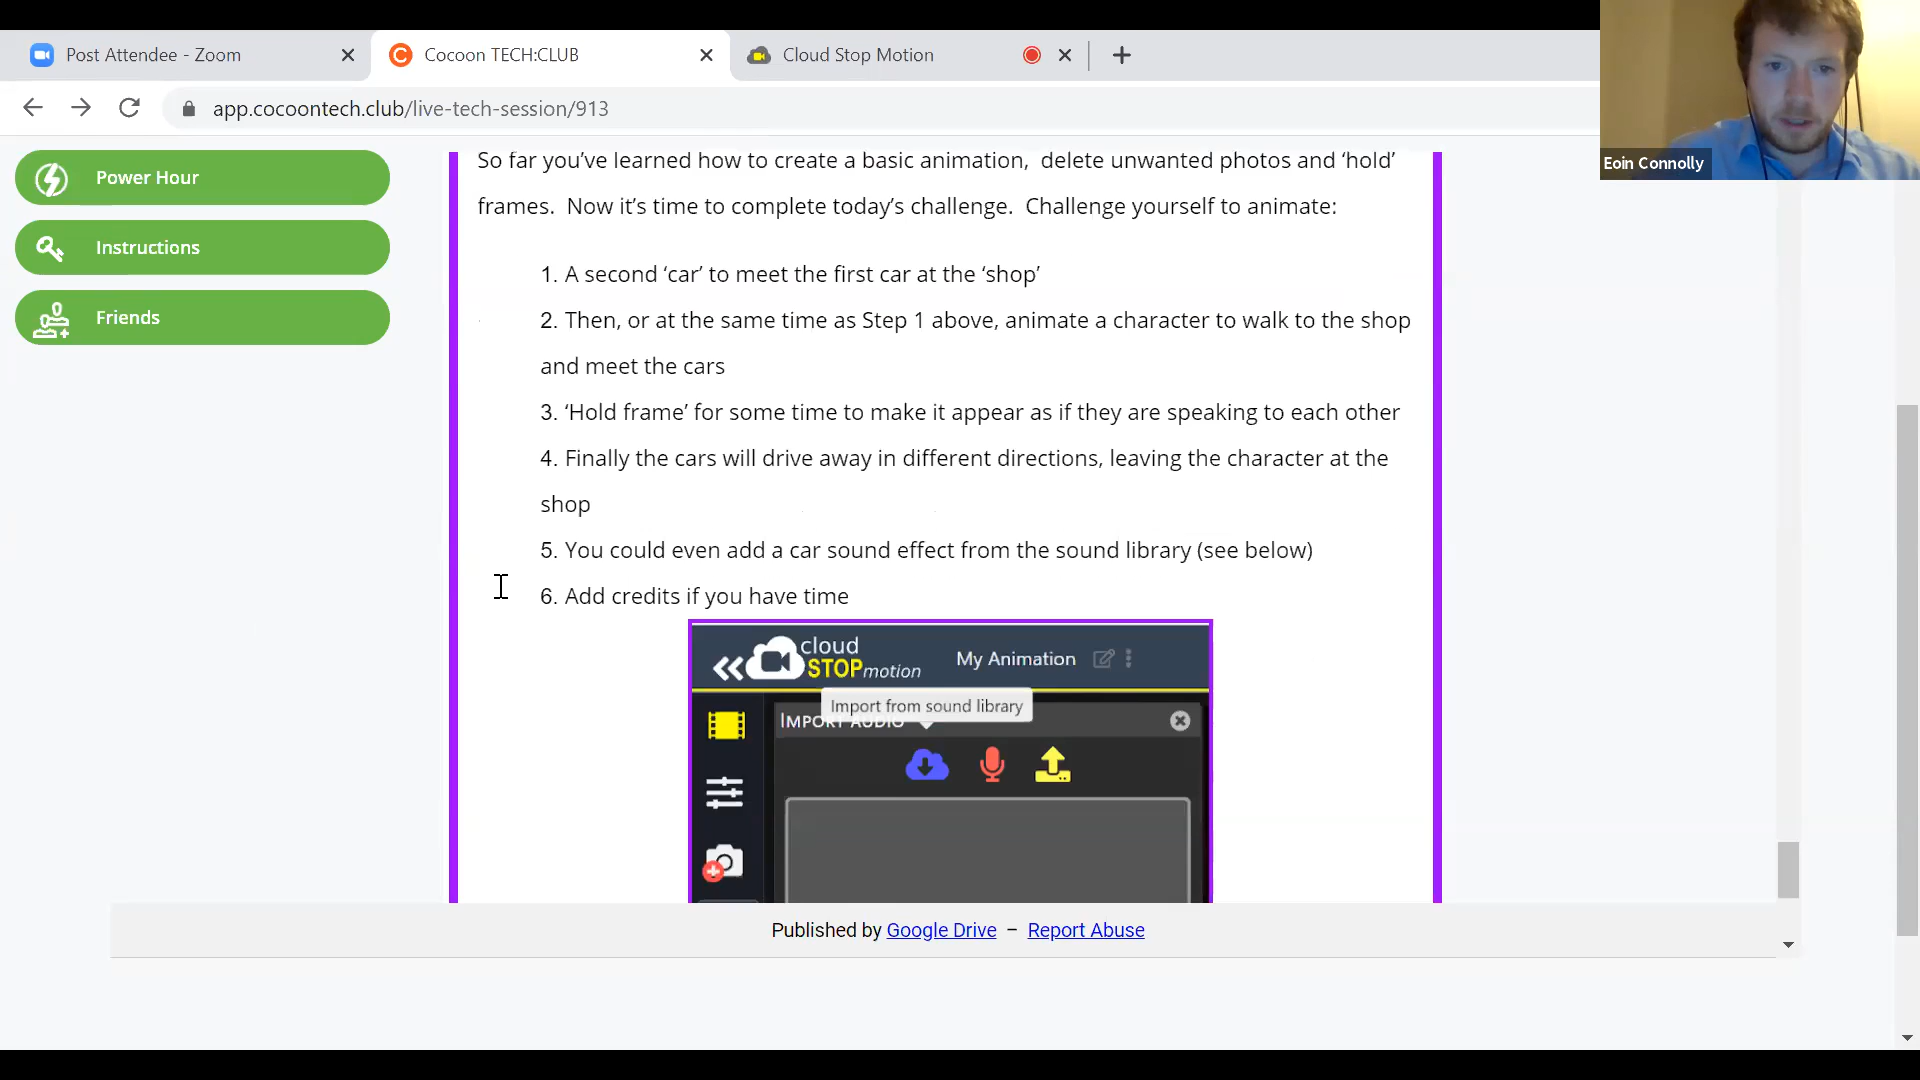 Post Attendee - Zoom
Cocoon TECH:CLUB
Cloud Stop Motion
app.cocoontech.club/live-tech-session/913
Eoin Connolly
Power Hour
Instructions
Friends
So far you've learned how to create a basic animation,  delete unwanted photos and 'hold'
frames.  Now it's time to complete today's challenge.  Challenge yourself to animate:
1. A second 'car' to meet the first car at the 'shop'
2. Then, or at the same time as Step 1 above, animate a character to walk to the shop
and meet the cars
3. 'Hold frame' for some time to make it appear as if they are speaking to each other
4. Finally the cars will drive away in different directions, leaving the character at the
shop
5. You could even add a car sound effect from the sound library (see below)
6. Add credits if you have time
cloud
STOPmotion
My Animation
Import from sound library
IMPORT AUDIO
Published by Google Drive – Report Abuse